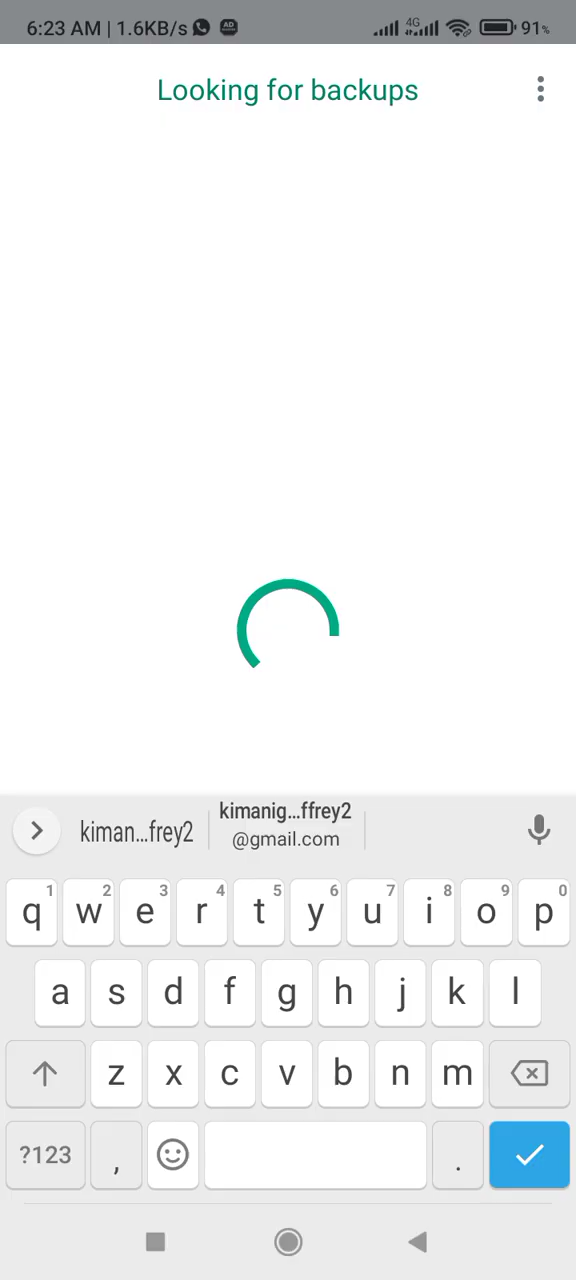 6:23 AM | 1.6KB/s AD 4G 91%
Looking for backups
kiman...frey2
kimanig...ffrey2
@gmail.com
1 2 3 4 5 6 7 8 9 0
q w e r t y u i o p
a s d f g h j k l
z x c v b n m
?123 , .